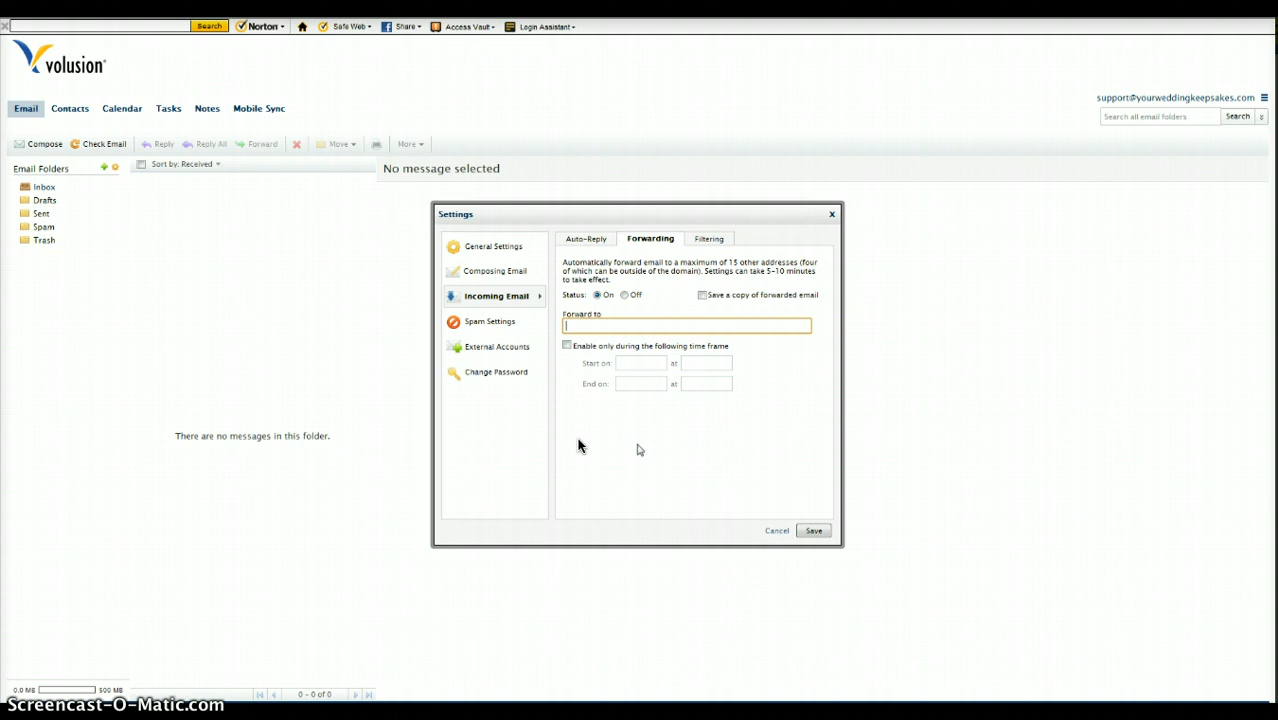 Search Norton Safe Web Share Access Vault Login Assistant
volusion
support@yourweddingkeepsakes.com
Email Contacts Calendar Tasks Notes Mobile Sync
Search all email folders Search
Compose Check Email Reply Reply All Forward Move More
Email Folders Sort by: Received No message selected
Inbox
Drafts
Sent
Spam
Trash
Settings x
General Settings
Composing Email
Incoming Email
Spam Settings
External Accounts
Change Password
Auto-Reply Forwarding Filtering
Automatically forward email to a maximum of 15 other addresses (four
of which can be outside of the domain). Settings can take 5-10 minutes
to take effect.
Status: On Off Save a copy of forwarded email
Forward to
Enable only during the following time frame
Start on: at
End on: at
Cancel Save
There are no messages in this folder.
0.0 MB 500 MB 0 - 0 of 0
Screencast-O-Matic.com